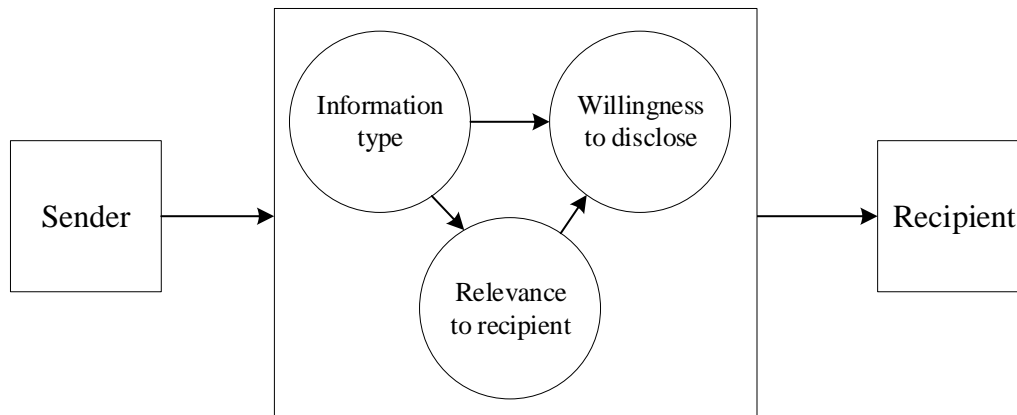 Information
type
Willingness
to disclose
Sender
Recipient
Relevance
to recipient